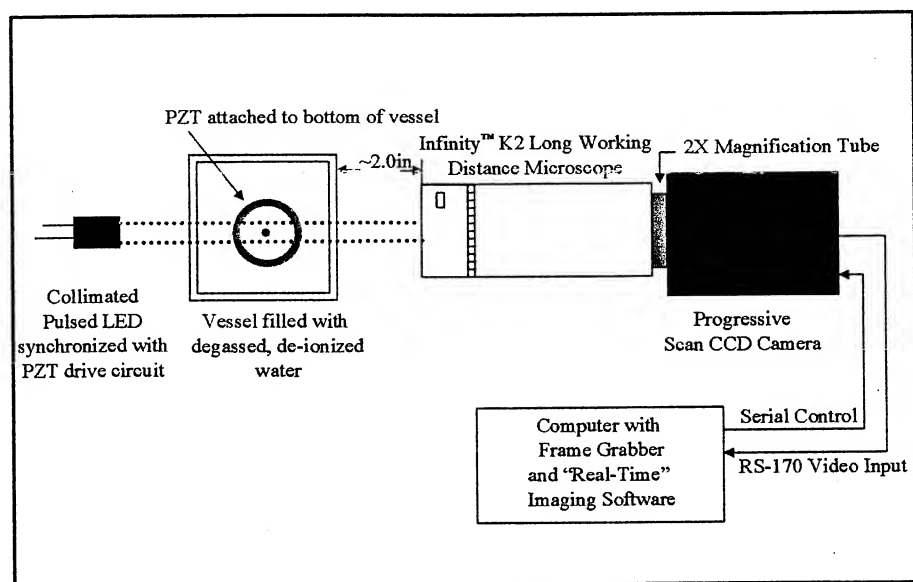 PZT attached to bottom of vessel
~2.0in
Infinity™ K2 Long Working
Distance Microscope
2X Magnification Tube
Collimated
Pulsed LED
synchronized with
PZT drive circuit
Vessel filled with
degassed, de-ionized
water
Progressive
Scan CCD Camera
Computer with
Frame Grabber
and “Real-Time”
Imaging Software
Serial Control
RS-170 Video Input